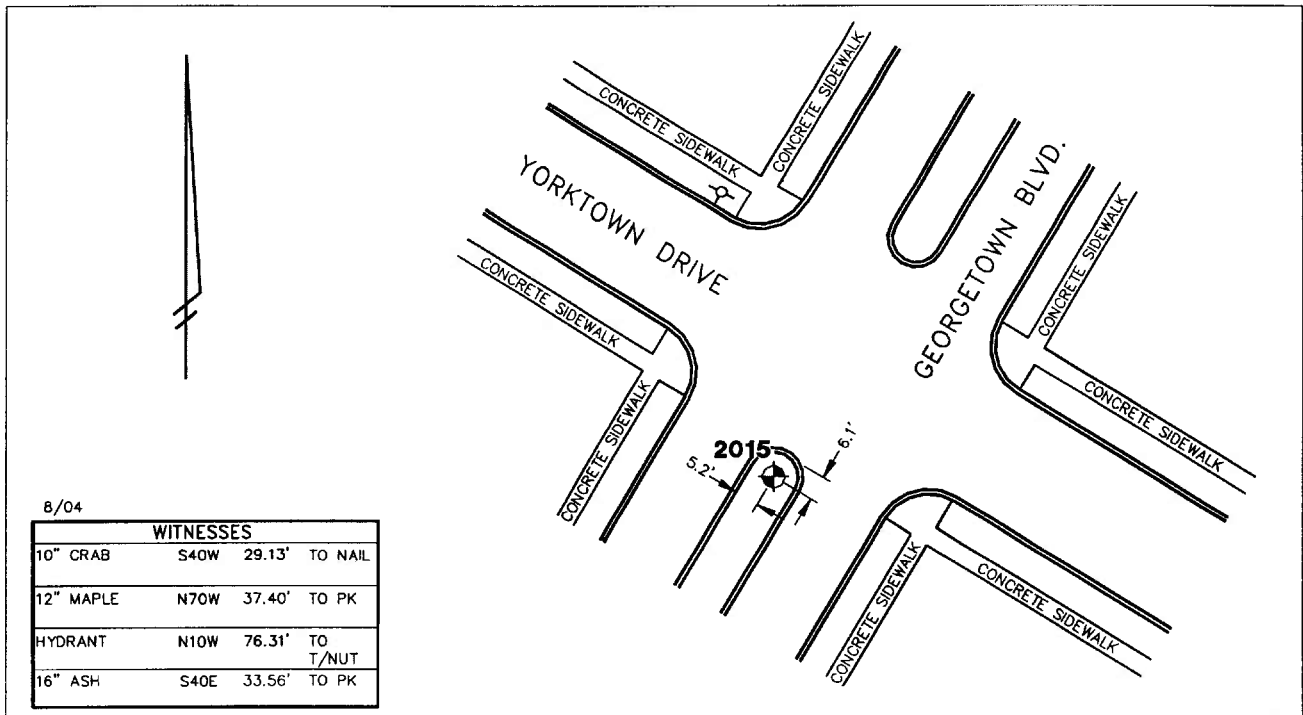 CONCRETE SIDEWALK
CONCRETE SIDEWALK
YORKTOWN DRIVE
GEORGETOWN BLVD.
CONCRETE SIDEWALK
CONCRETE SIDEWALK
CONCRETE SIDEWALK
CONCRETE SIDEWALK
2015
5.2'
6.1'
CONCRETE SIDEWALK
CONCRETE SIDEWALK
8/04
WITNESSES
10" CRAB S40W 29.13' TO NAIL
12" MAPLE N70W 37.40' TO PK
HYDRANT N10W 76.31' TO
T/NUT
16" ASH S40E 33.56' TO PK